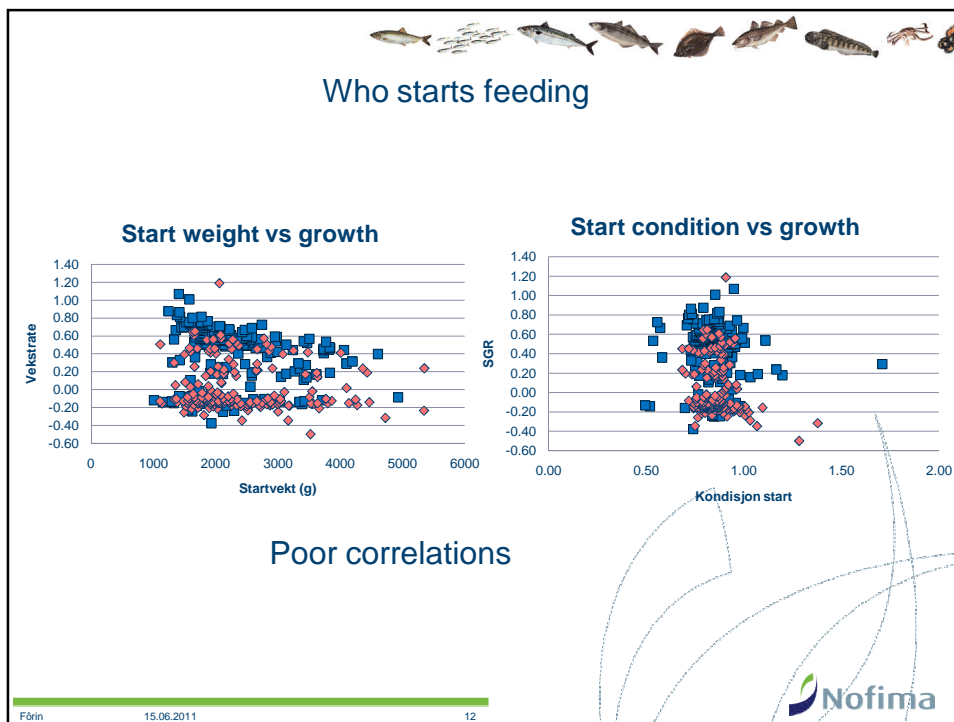 Who starts feeding
Start weight vs growth
Vekstrate
1.40
1.20
1.00
0.80
0.60
0.40
0.20
0.00
-0.20
-0.40
-0.60
0 1000 2000 3000 4000 5000 6000
Startvekt (g)
Start condition vs growth
SGR
1.40
1.20
1.00
0.80
0.60
0.40
0.20
0.00
-0.20
-0.40
-0.60
0.00 0.50 1.00 1.50 2.00
Kondisjon start
Poor correlations
Fôrin 15.06.2011 12
Nofima